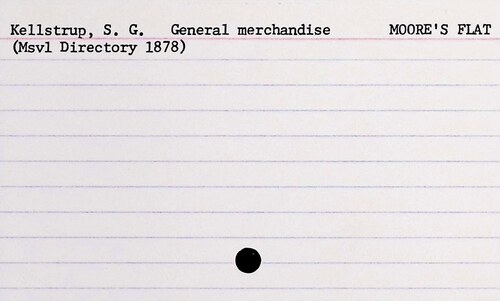 Kellstrup, S. G. General merchandise MOORE'S FLAT
(Msvl Directory 1878)